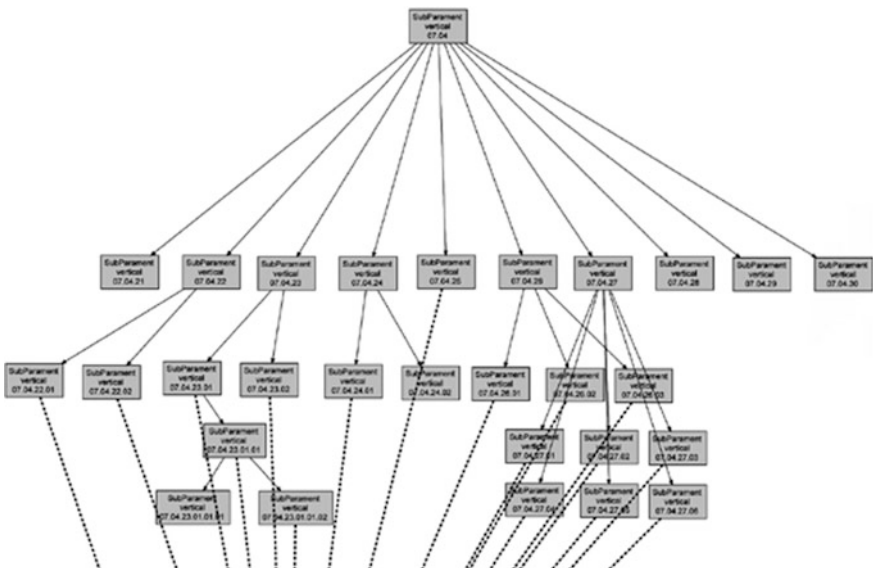 SubParament
vertical
07.04
SubParament
vertical
07.04.21
SubParament
vertical
07.04.22
SubParament
vertical
07.04.23
SubParament
vertical
07.04.24
SubParament
vertical
07.04.25
SubParament
vertical
07.04.26
SubParament
vertical
07.04.27
SubParament
vertical
07.04.28
SubParament
vertical
07.04.29
SubParament
vertical
07.04.30
SubParament
vertical
07.04.22.01
SubParament
vertical
07.04.22.02
SubParament
vertical
07.04.23.01
SubParament
vertical
07.04.23.02
SubParament
vertical
07.04.24.01
SubParament
vertical
07.04.24.02
SubParament
vertical
07.04.26.01
SubParament
vertical
07.04.26.02
SubParament
vertical
07.04.26.03
SubParament
vertical
07.04.23.01.01
SubParament
vertical
07.04.27.01
SubParament
vertical
07.04.27.02
SubParament
vertical
07.04.27.03
SubParament
vertical
07.04.23.01.01.01
SubParament
vertical
07.04.23.01.01.02
SubParament
vertical
07.04.27.04
SubParament
vertical
SubParament
vertical
07.04.27.06